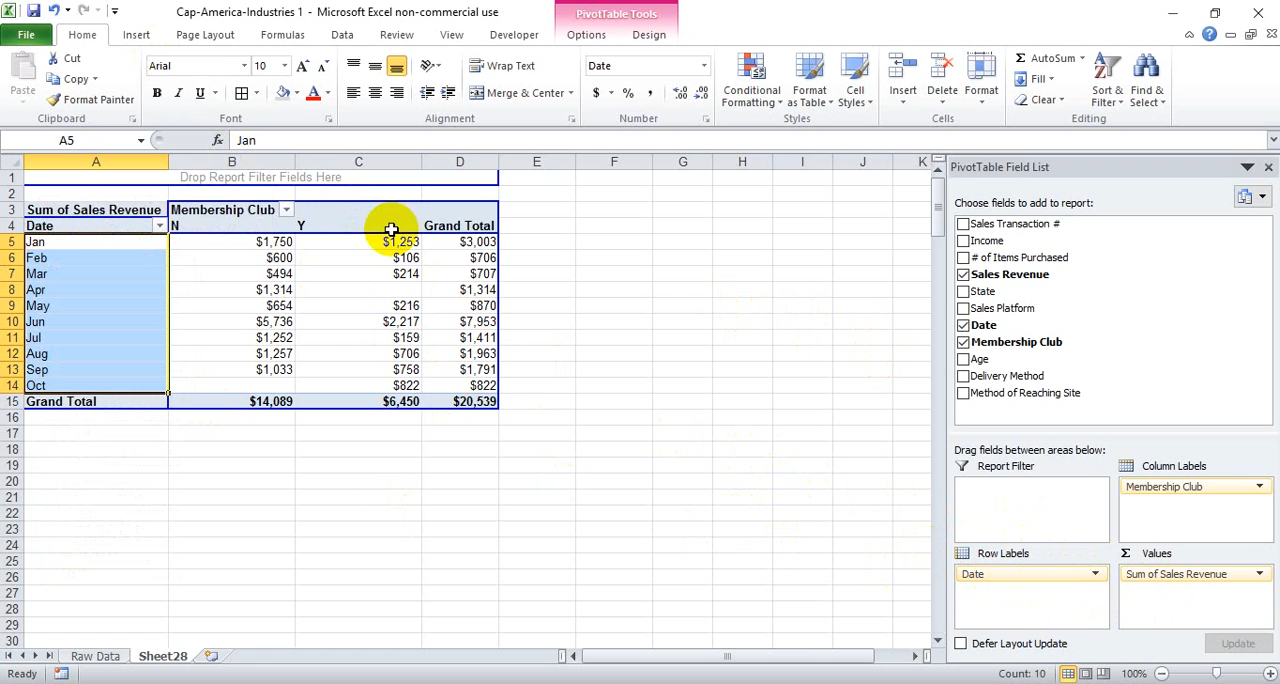 Cap-America-Industries 1 - Microsoft Excel non-commercial use
PivotTable Tools
File Home Insert Page Layout Formulas Data Review View Developer Options Design
Paste
Cut
Copy
Format Painter
Clipboard
Arial 10
B I U
Font
Wrap Text
Merge & Center
Alignment
Date
$ % ,
Number
Conditional Formatting
Format as Table
Cell Styles
Styles
Insert Delete Format
Cells
AutoSum
Fill
Clear
Sort & Filter
Find & Select
Editing
A5 fx Jan
A B C D E F G H I J K
1 Drop Report Filter Fields Here
2
3 Sum of Sales Revenue Membership Club
4 Date N Y Grand Total
5 Jan $1,750 $1,253 $3,003
6 Feb $600 $106 $706
7 Mar $494 $214 $707
8 Apr $1,314 $1,314
9 May $654 $216 $870
10 Jun $5,736 $2,217 $7,953
11 Jul $1,252 $159 $1,411
12 Aug $1,257 $706 $1,963
13 Sep $1,033 $758 $1,791
14 Oct $822 $822
15 Grand Total $14,089 $6,450 $20,539
16
17
18
19
20
21
22
23
24
25
26
27
28
29
30
PivotTable Field List
Choose fields to add to report:
Sales Transaction #
Income
# of Items Purchased
Sales Revenue
State
Sales Platform
Date
Membership Club
Age
Delivery Method
Method of Reaching Site
Drag fields between areas below:
Report Filter Column Labels
Membership Club
Row Labels Σ Values
Date Sum of Sales Revenue
Defer Layout Update Update
Raw Data Sheet28
Ready Count: 10 100%